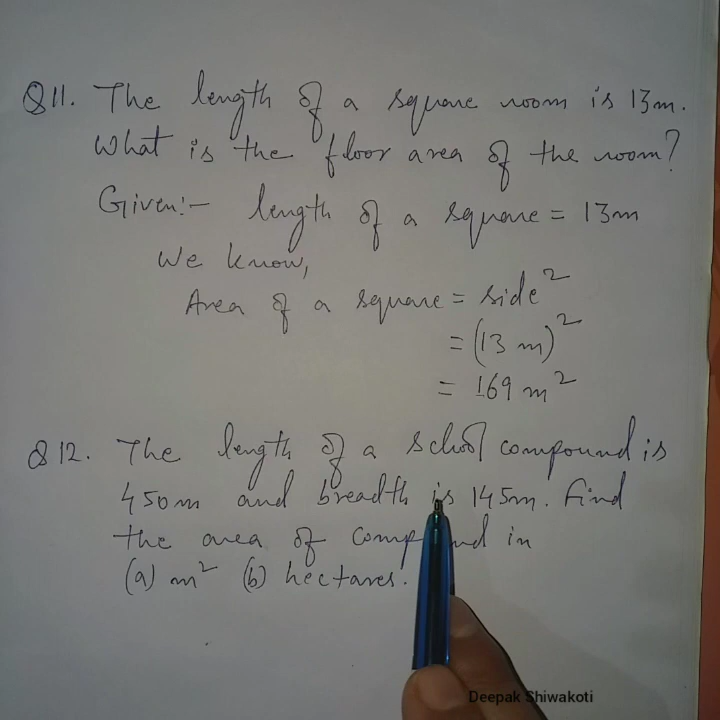 Q11. The length of a square room is 13m.
What is the floor area of the room?
Given:- length of a square = 13m
We know,
Area of a square = side²
= (13 m)²
= 169 m²
Q12. The length of a school compound is
450m and breadth is 145m. Find
the area of compound in
(a) m² (b) hectares.
Deepak Shiwakoti